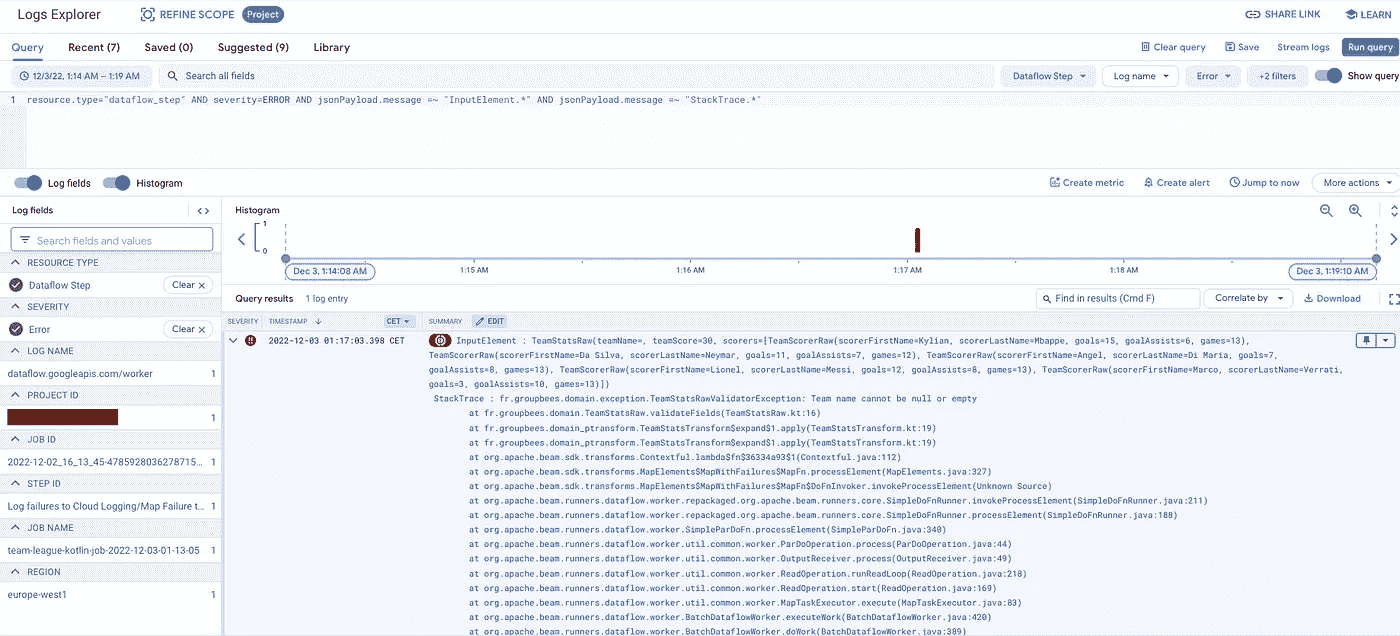 Logs Explorer REFINE SCOPE Project SHARE LINK LEARN
Query Recent (7) Saved (0) Suggested (9) Library Clear query Save Stream logs Run query
12/3/22, 1:14 AM – 1:19 AM Search all fields Dataflow Step Log name Error +2 filters Show query
1 resource.type="dataflow_step" AND severity=ERROR AND jsonPayload.message =~ "InputElement.*" AND jsonPayload.message =~ "StackTrace.*"
Log fields Histogram Create metric Create alert Jump to now More actions
Log fields
Search fields and values
RESOURCE TYPE
Dataflow Step Clear
SEVERITY
Error Clear
LOG NAME
dataflow.googleapis.com/worker 1
PROJECT ID
1
JOB ID
2022-12-02_16_13_45-4785928036278715... 1
STEP ID
Log failures to Cloud Logging/Map Failure t... 1
JOB NAME
team-league-kotlin-job-2022-12-03-01-13-05 1
REGION
europe-west1 1
Histogram
1
0
Dec 3, 1:14:08 AM 1:15 AM 1:16 AM 1:17 AM 1:18 AM Dec 3, 1:19:10 AM
Query results 1 log entry Find in results (Cmd F) Correlate by Download
SEVERITY TIMESTAMP CET SUMMARY EDIT
2022-12-03 01:17:03.398 CET InputElement : TeamStatsRaw(teamName=, teamScore=30, scorers=[TeamScorerRaw(scorerFirstName=Kylian, scorerLastName=Mbappe, goals=15, goalAssists=6, games=13),
TeamScorerRaw(scorerFirstName=Da Silva, scorerLastName=Neymar, goals=11, goalAssists=7, games=12), TeamScorerRaw(scorerFirstName=Angel, scorerLastName=Di Maria, goals=7,
goalAssists=8, games=13), TeamScorerRaw(scorerFirstName=Lionel, scorerLastName=Messi, goals=12, goalAssists=8, games=13), TeamScorerRaw(scorerFirstName=Marco, scorerLastName=Verrati,
goals=3, goalAssists=10, games=13)])
StackTrace : fr.groupbees.domain.exception.TeamStatsRawValidatorException: Team name cannot be null or empty
at fr.groupbees.domain.TeamStatsRaw.validateFields(TeamStatsRaw.kt:16)
at fr.groupbees.domain_ptransform.TeamStatsTransform$expand$1.apply(TeamStatsTransform.kt:19)
at fr.groupbees.domain_ptransform.TeamStatsTransform$expand$1.apply(TeamStatsTransform.kt:19)
at org.apache.beam.sdk.transforms.Contextful.lambda$fn$36334a93$1(Contextful.java:112)
at org.apache.beam.sdk.transforms.MapElements$MapWithFailures$MapFn.processElement(MapElements.java:327)
at org.apache.beam.sdk.transforms.MapElements$MapWithFailures$MapFn$DoFnInvoker.invokeProcessElement(Unknown Source)
at org.apache.beam.runners.dataflow.worker.repackaged.org.apache.beam.runners.core.SimpleDoFnRunner.invokeProcessElement(SimpleDoFnRunner.java:211)
at org.apache.beam.runners.dataflow.worker.repackaged.org.apache.beam.runners.core.SimpleDoFnRunner.processElement(SimpleDoFnRunner.java:188)
at org.apache.beam.runners.dataflow.worker.SimpleParDoFn.processElement(SimpleParDoFn.java:340)
at org.apache.beam.runners.dataflow.worker.util.common.worker.ParDoOperation.process(ParDoOperation.java:44)
at org.apache.beam.runners.dataflow.worker.util.common.worker.OutputReceiver.process(OutputReceiver.java:49)
at org.apache.beam.runners.dataflow.worker.util.common.worker.ReadOperation.runReadLoop(ReadOperation.java:218)
at org.apache.beam.runners.dataflow.worker.util.common.worker.ReadOperation.start(ReadOperation.java:169)
at org.apache.beam.runners.dataflow.worker.util.common.worker.MapTaskExecutor.execute(MapTaskExecutor.java:83)
at org.apache.beam.runners.dataflow.worker.BatchDataflowWorker.executeWork(BatchDataflowWorker.java:420)
at org.apache.beam.runners.dataflow.worker.BatchDataflowWorker.doWork(BatchDataflowWorker.java:389)